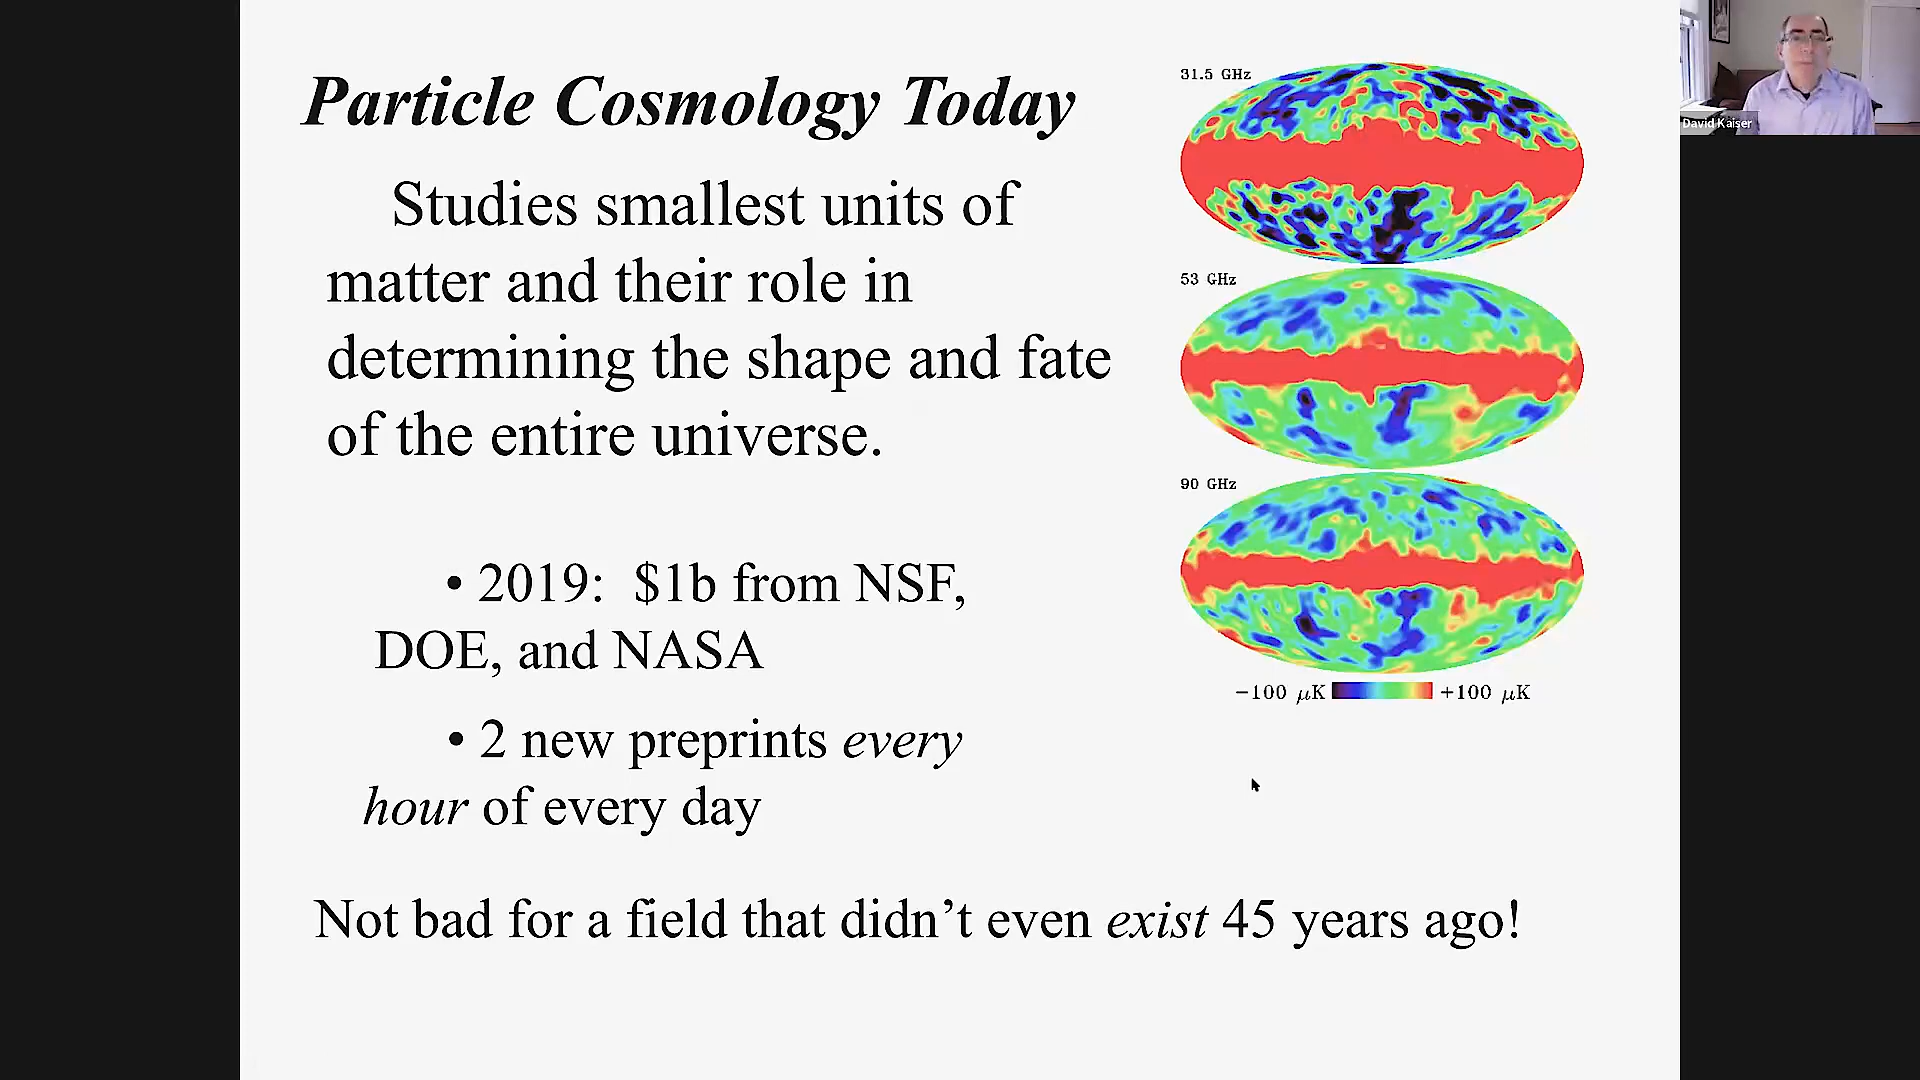 Particle Cosmology Today
Studies smallest units of
matter and their role in
determining the shape and fate
of the entire universe.
• 2019: $1b from NSF,
DOE, and NASA
• 2 new preprints every
hour of every day
Not bad for a field that didn’t even exist 45 years ago!
31.5 GHz
53 GHz
90 GHz
−100 μK +100 μK
David Kaiser